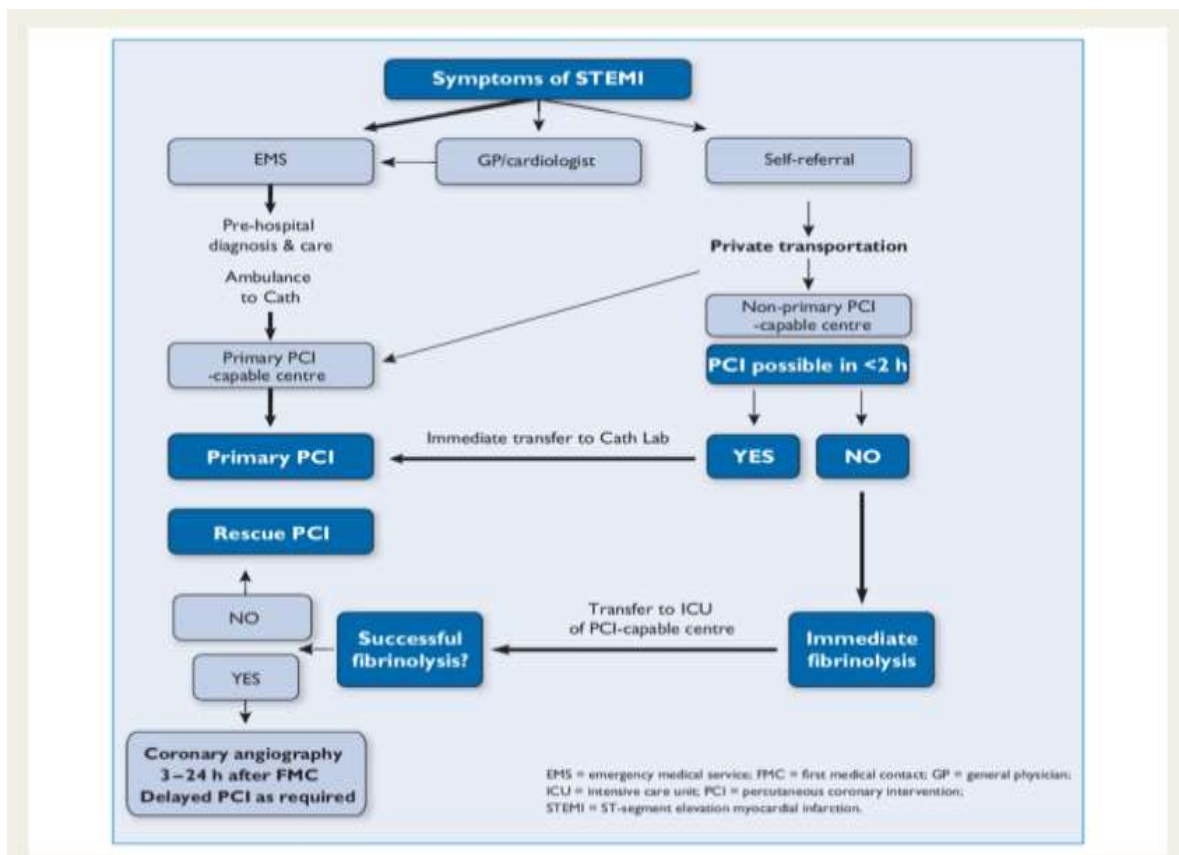 Symptoms of STEMI
EMS
GP/cardiologist
Self-referral
Pre-hospital
diagnosis & care
Private transportation
Ambulance
to Cath
Non-primary PCI
-capable centre
Primary PCI
-capable centre
PCI possible in <2 h
Immediate transfer to Cath Lab
Primary PCI
YES
NO
Rescue PCI
NO
Transfer to ICU
of PCI-capable centre
Successful
fibrinolysis?
Immediate
fibrinolysis
YES
Coronary angiography
3–24 h after FMC
Delayed PCI as required
EMS = emergency medical service; FMC = first medical contact; GP = general physician;
ICU = intensive care unit; PCI = percutaneous coronary intervention;
STEMI = ST-segment elevation myocardial infarction.